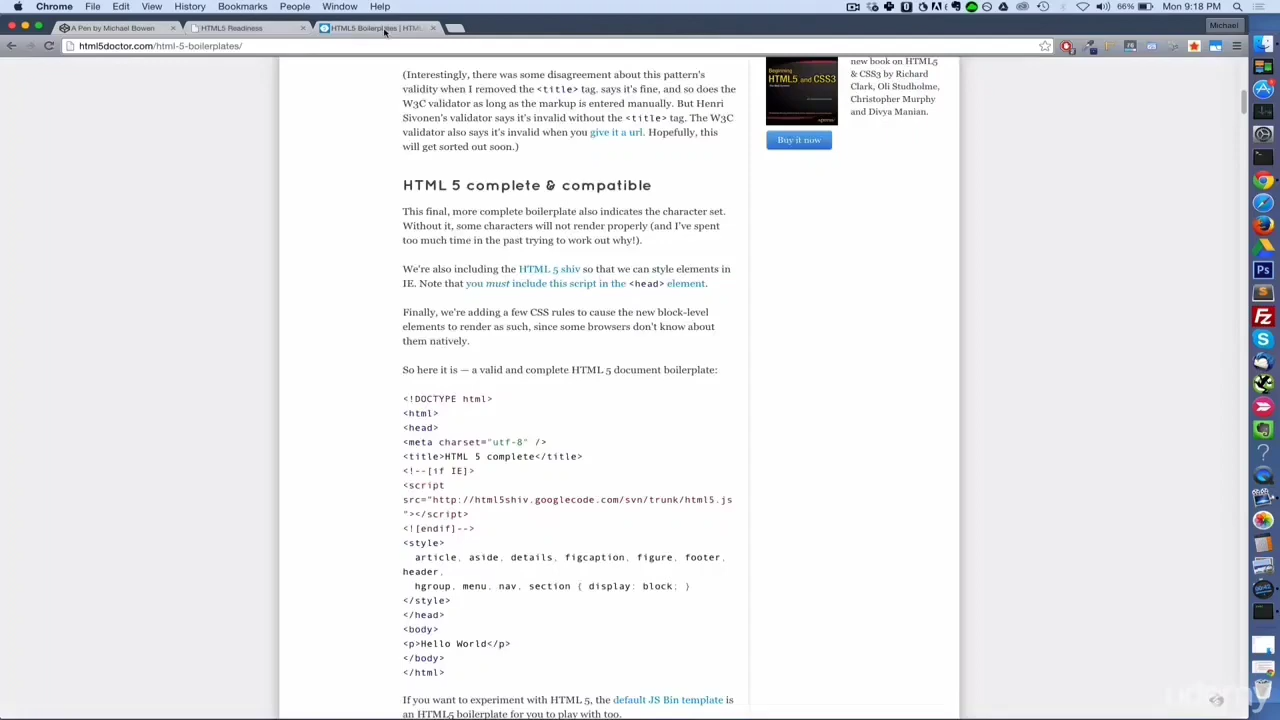 Chrome File Edit View History Bookmarks People Window Help
100% Mon 9:18 PM
A Pen by Michael Bowen
HTML5 Readiness
HTML5 Boilerplates | HTML
Michael
html5doctor.com/html-5-boilerplates/
(Interestingly, there was some disagreement about this pattern's
validity when I removed the <title> tag. says it's fine, and so does the
W3C validator as long as the markup is entered manually. But Henri
Sivonen's validator says it's invalid without the <title> tag. The W3C
validator also says it's invalid when you give it a url. Hopefully, this
will get sorted out soon.)
HTML 5 complete & compatible
This final, more complete boilerplate also indicates the character set.
Without it, some characters will not render properly (and I've spent
too much time in the past trying to work out why!).
We're also including the HTML 5 shiv so that we can style elements in
IE. Note that you must include this script in the <head> element.
Finally, we're adding a few CSS rules to cause the new block-level
elements to render as such, since some browsers don't know about
them natively.
So here it is — a valid and complete HTML 5 document boilerplate:
<!DOCTYPE html>
<html>
<head>
<meta charset="utf-8" />
<title>HTML 5 complete</title>
<!--[if IE]>
<script
src="http://html5shiv.googlecode.com/svn/trunk/html5.js
"></script>
<![endif]-->
<style>
article, aside, details, figcaption, figure, footer,
header,
hgroup, menu, nav, section { display: block; }
</style>
</head>
<body>
<p>Hello World</p>
</body>
</html>
If you want to experiment with HTML 5, the default JS Bin template is
an HTML5 boilerplate for you to play with too.
Beginning
HTML5 and CSS3
new book on HTML5
& CSS3 by Richard
Clark, Oli Studholme,
Christopher Murphy
and Divya Manian.
Buy it now
Ps
Fz